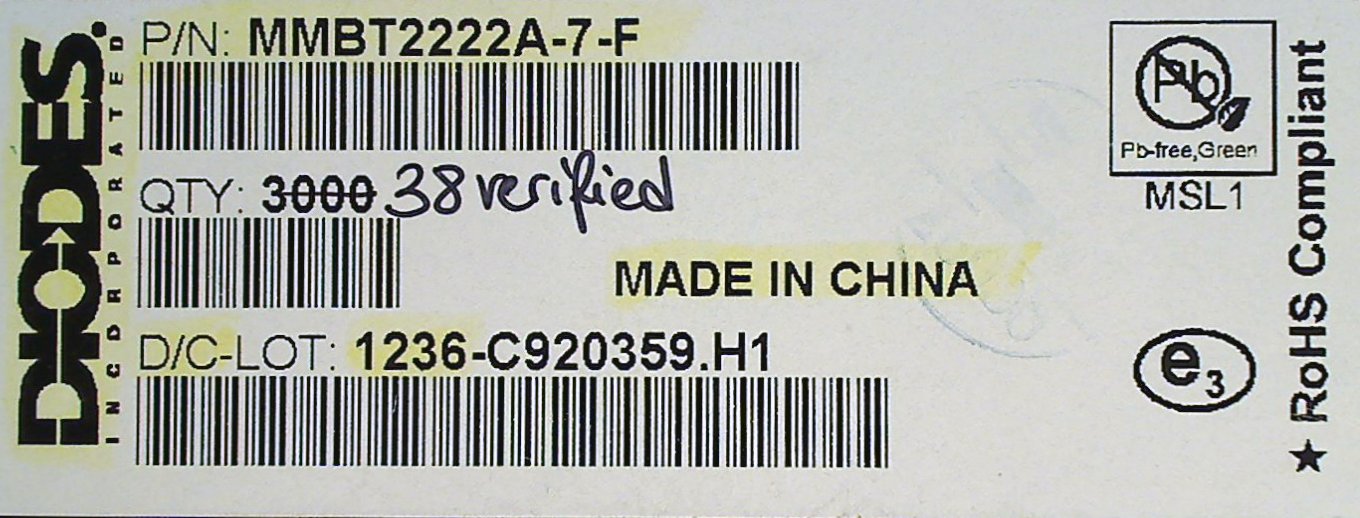 DIODES
INCORPORATED
P/N: MMBT2222A-7-F
QTY: 3000 38 verified
MADE IN CHINA
D/C-LOT: 1236-C920359.H1
Pb
Pb-free,Green
MSL1
e3
★ RoHS Compliant